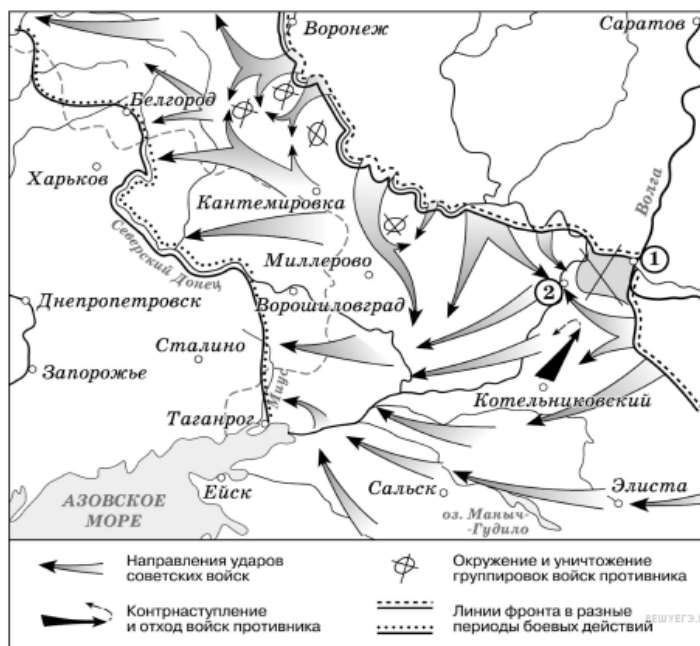 Воронеж
Саратов
Белгород
Волга
Харьков
Кантемировка
Северский Донец
1
Миллерово
2
Днепропетровск
Ворошиловград
Сталино
Запорожье
Миус
Котельниковский
Таганрог
Элиста
Ейск
Сальск
АЗОВСКОЕ
МОРЕ
оз. Маныч-
-Гудило
Направления ударов
советских войск
Окружение и уничтожение
группировок войск противника
Контрнаступление
и отход войск противника
Линии фронта в разные
периоды боевых действий